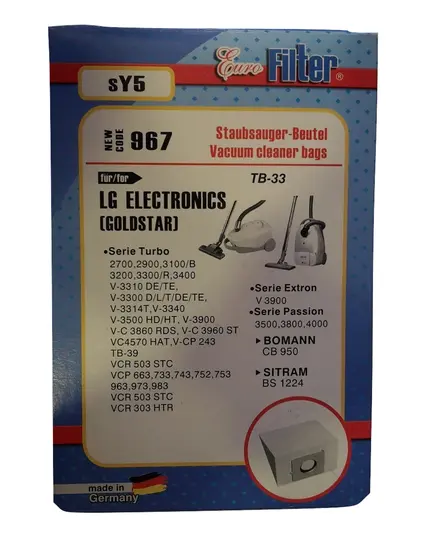 Euro Filter®
sY5
NEW CODE 967
Staubsauger-Beutel
Vacuum cleaner bags
für/for
TB-33
LG ELECTRONICS
(GOLDSTAR)
•Serie Turbo
2700,2900,3100/B
3200,3300/R,3400
V-3310 DE/TE,
V-3300 D/L/T/DE/TE,
V-3314T,V-3340
V-3500 HD/HT, V-3900
V-C 3860 RDS, V-C 3960 ST
VC4570 HAT,V-CP 243
TB-39
VCR 503 STC
VCP 663,733,743,752,753
963,973,983
VCR 503 STC
VCR 303 HTR
•Serie Extron
V 3900
•Serie Passion
3500,3800,4000
▶ BOMANN
CB 950
▶ SITRAM
BS 1224
made in
Germany